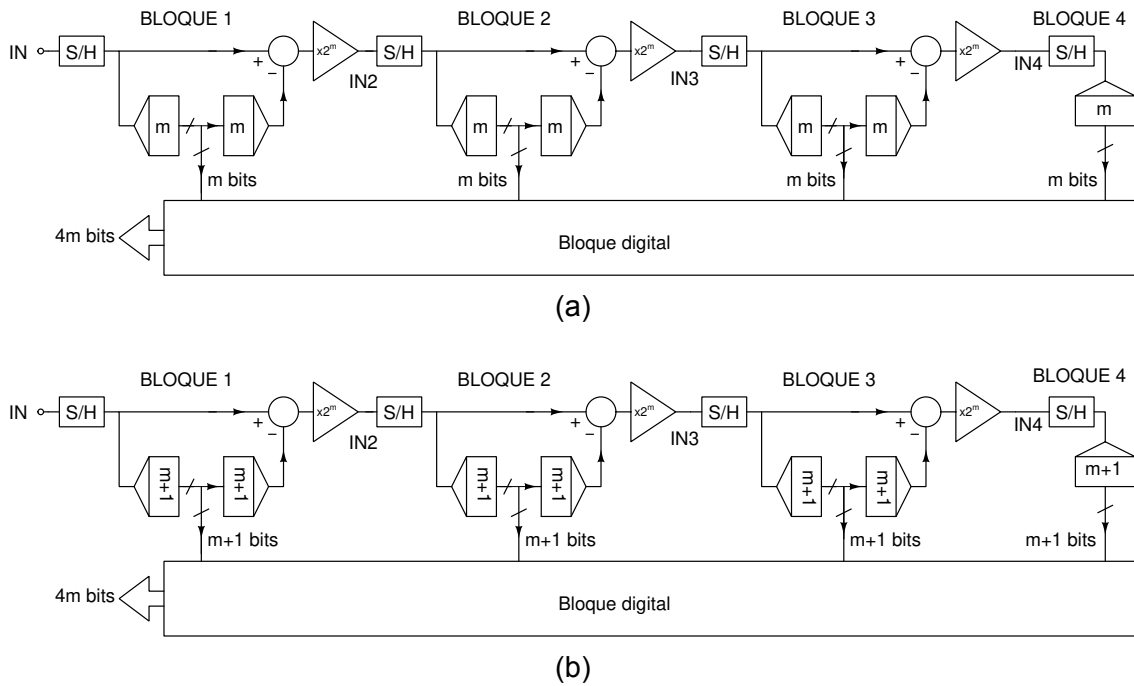 BLOQUE 1 BLOQUE 2 BLOQUE 3 BLOQUE 4
IN S/H + − x2^m IN2 S/H + − x2^m IN3 S/H + − x2^m IN4 S/H
m m m m m m m
m bits m bits m bits m bits
4m bits Bloque digital
(a)
BLOQUE 1 BLOQUE 2 BLOQUE 3 BLOQUE 4
IN S/H + − x2^m IN2 S/H + − x2^m IN3 S/H + − x2^m IN4 S/H
m+1 m+1 m+1 m+1 m+1 m+1 m+1
m+1 bits m+1 bits m+1 bits m+1 bits
4m bits Bloque digital
(b)